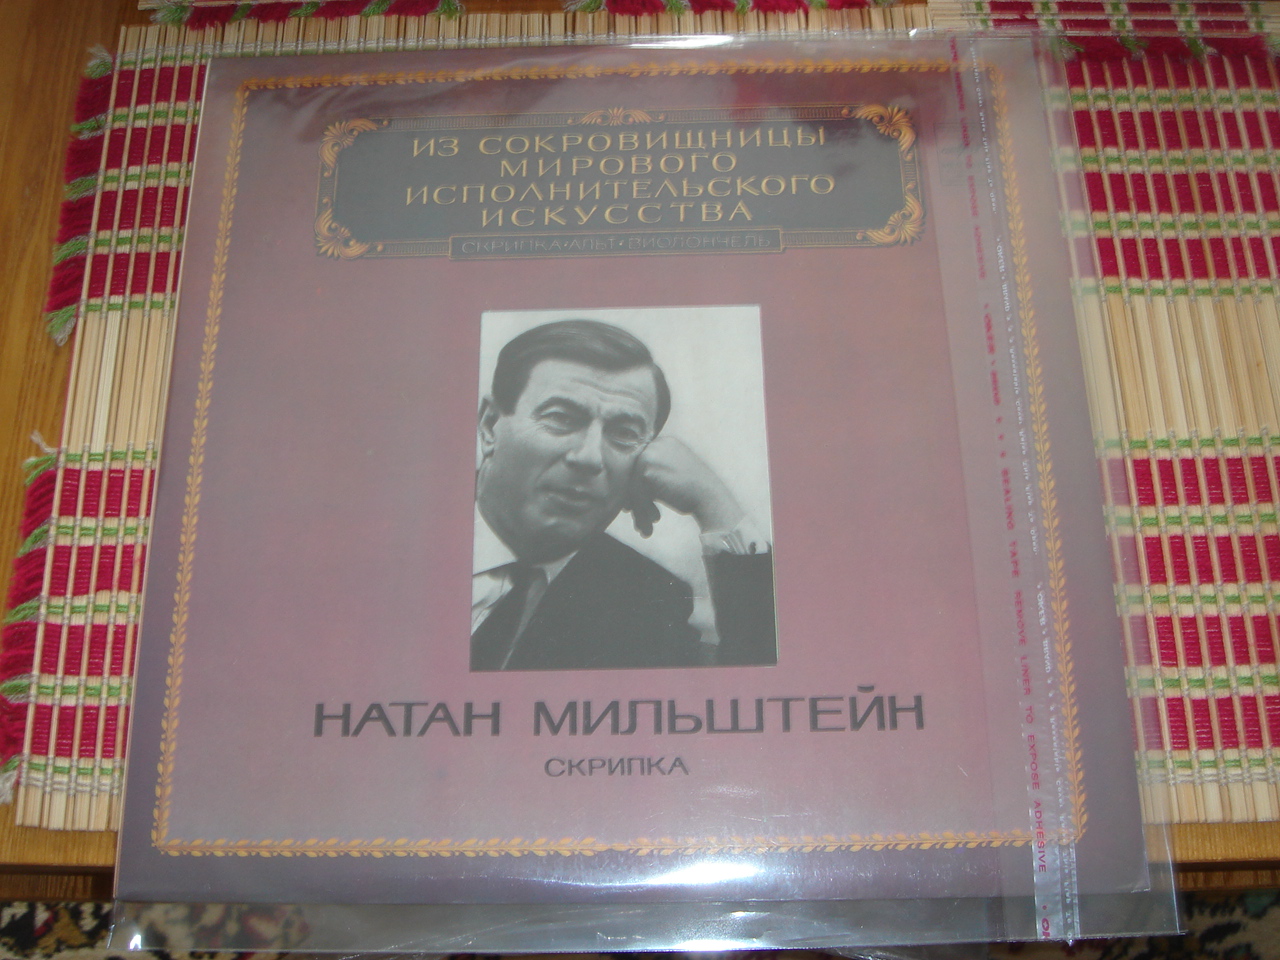 ИЗ СОКРОВИЩНИЦЫ
МИРОВОГО
ИСПОЛНИТЕЛЬСКОГО
ИСКУССТВА
СКРИПКА•АЛЬТ•ВИОЛОНЧЕЛЬ
НАТАН МИЛЬШТЕЙН
СКРИПКА
SEALING TAPE REMOVE LINER TO EXPOSE ADHESIVE